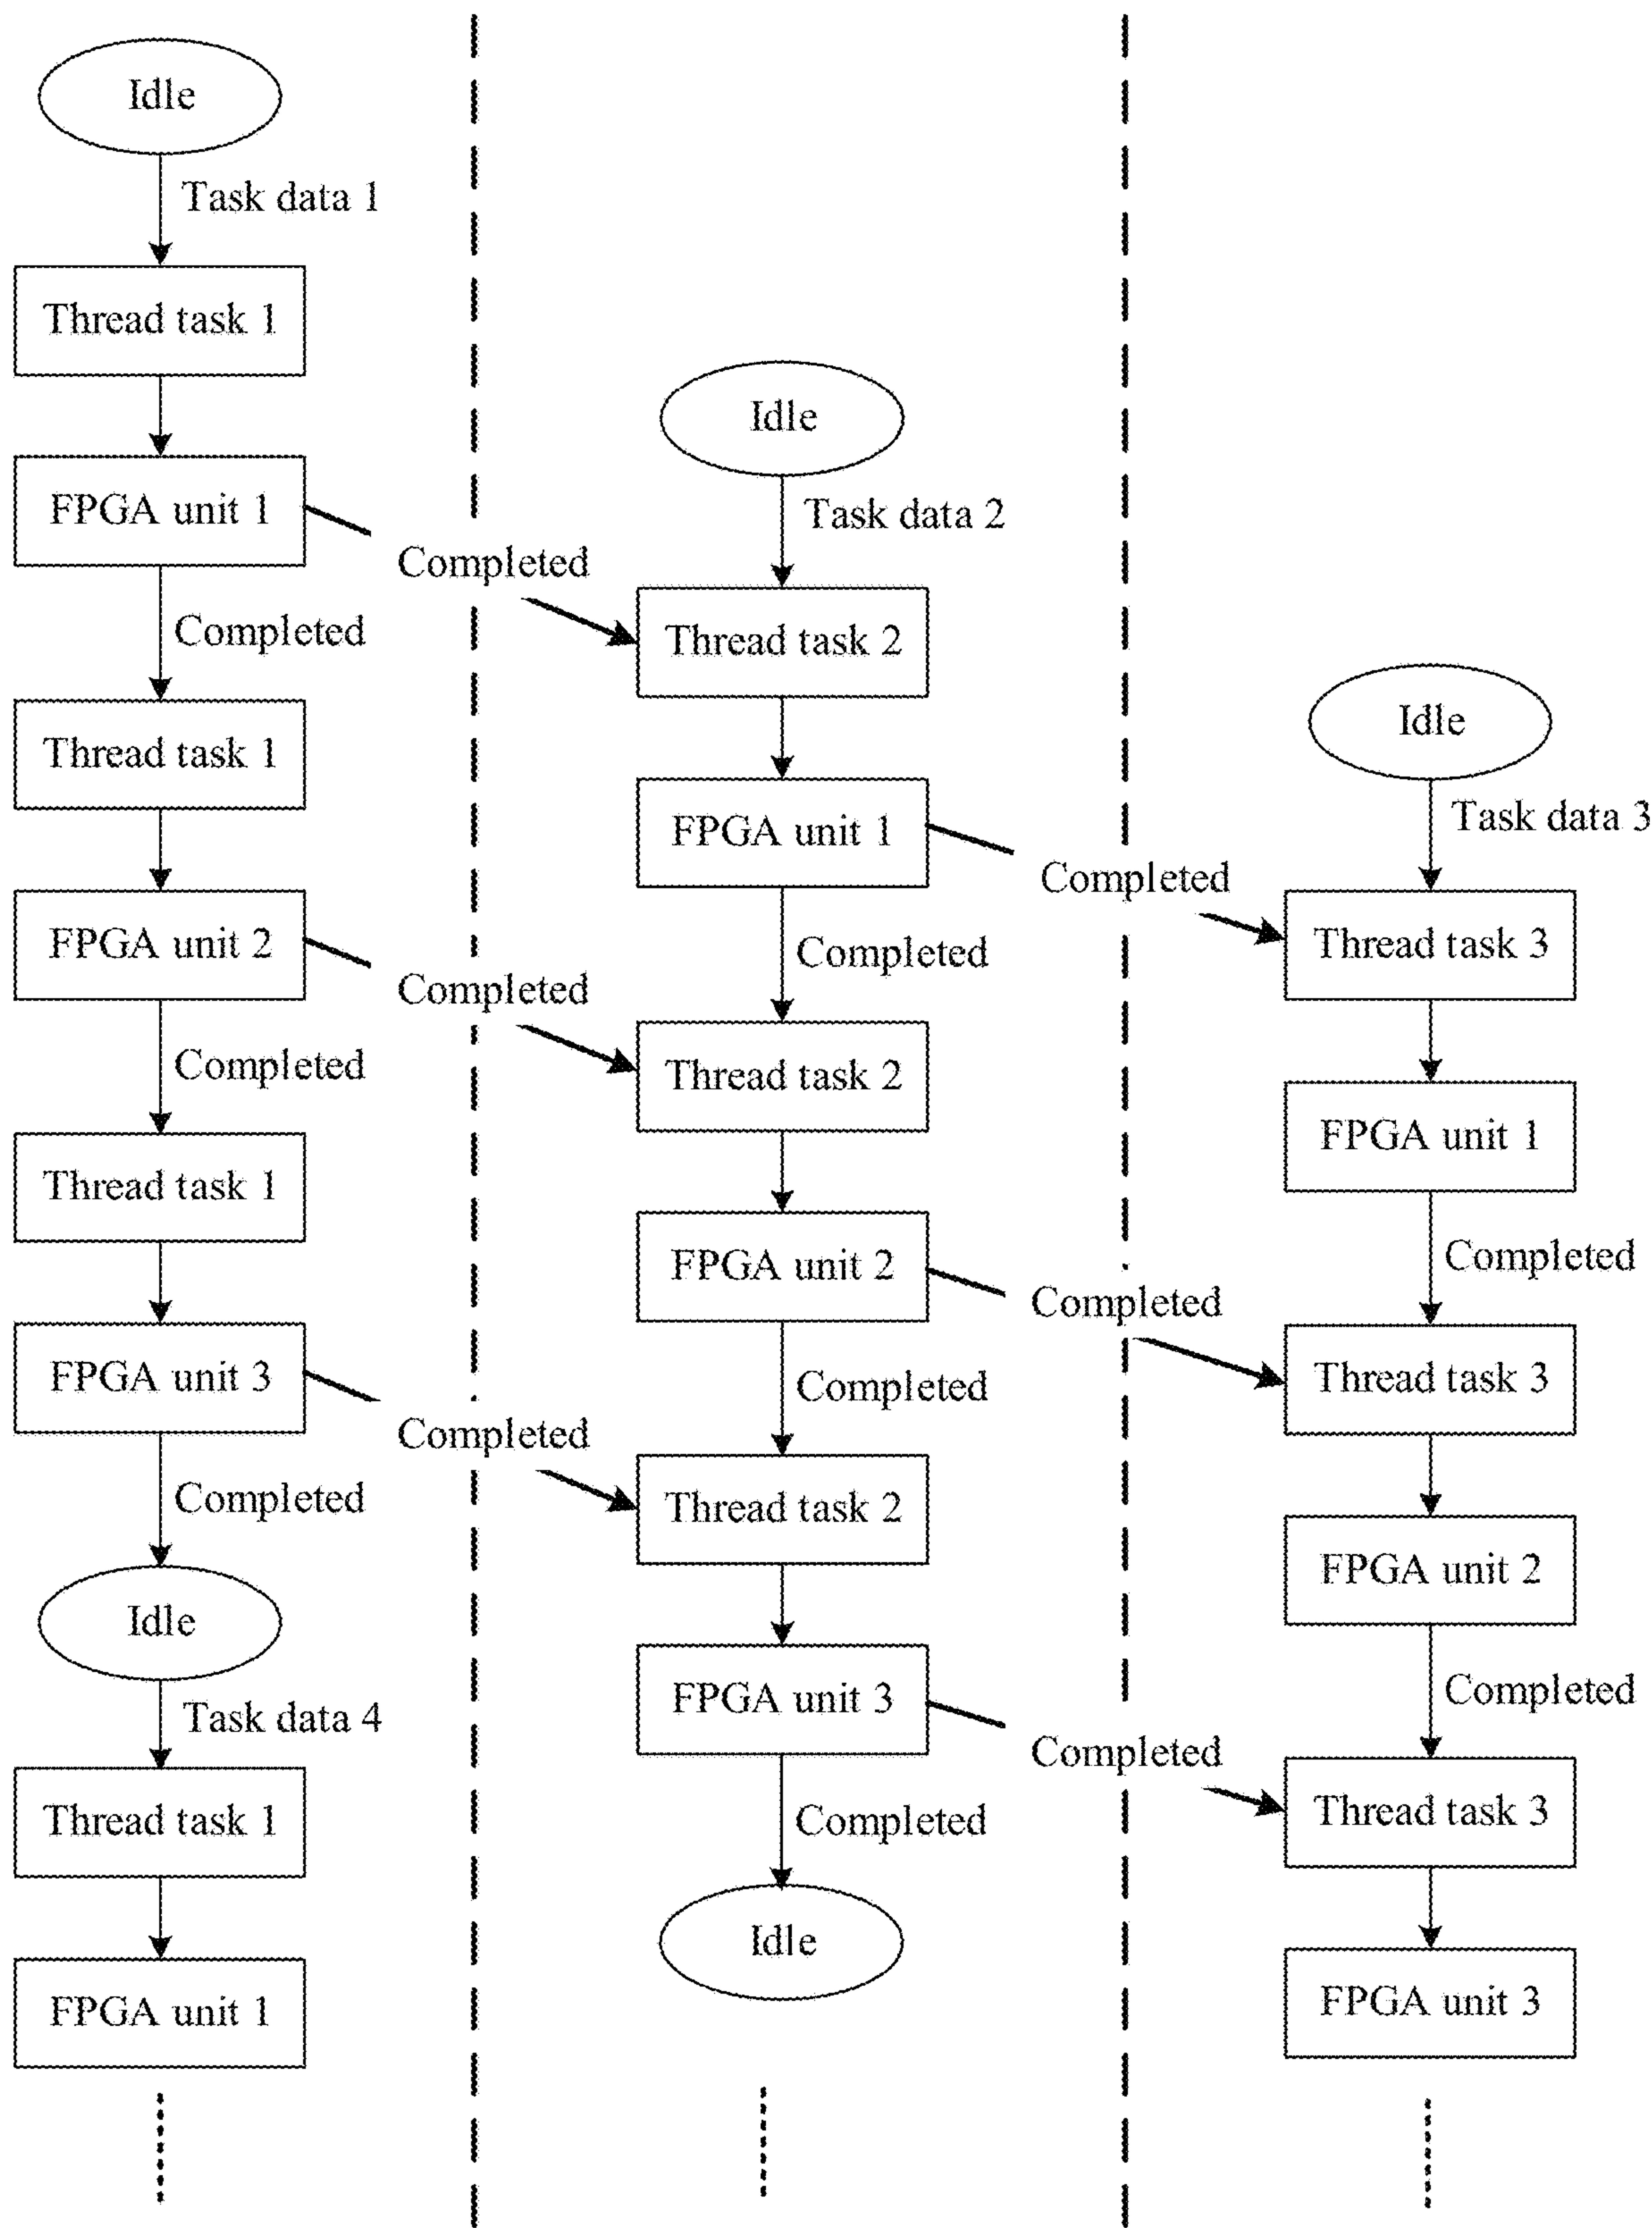 Idle
Task data 1
Thread task 1
FPGA unit 1
Completed
Completed
Thread task 1
FPGA unit 2
Completed
Completed
Thread task 1
FPGA unit 3
Completed
Completed
Idle
Task data 4
Thread task 1
FPGA unit 1
Idle
Task data 2
Thread task 2
FPGA unit 1
Completed
Completed
Thread task 2
FPGA unit 2
Completed
Completed
Thread task 2
FPGA unit 3
Completed
Completed
Idle
Idle
Task data 3
Thread task 3
FPGA unit 1
Completed
Thread task 3
FPGA unit 2
Completed
Thread task 3
FPGA unit 3